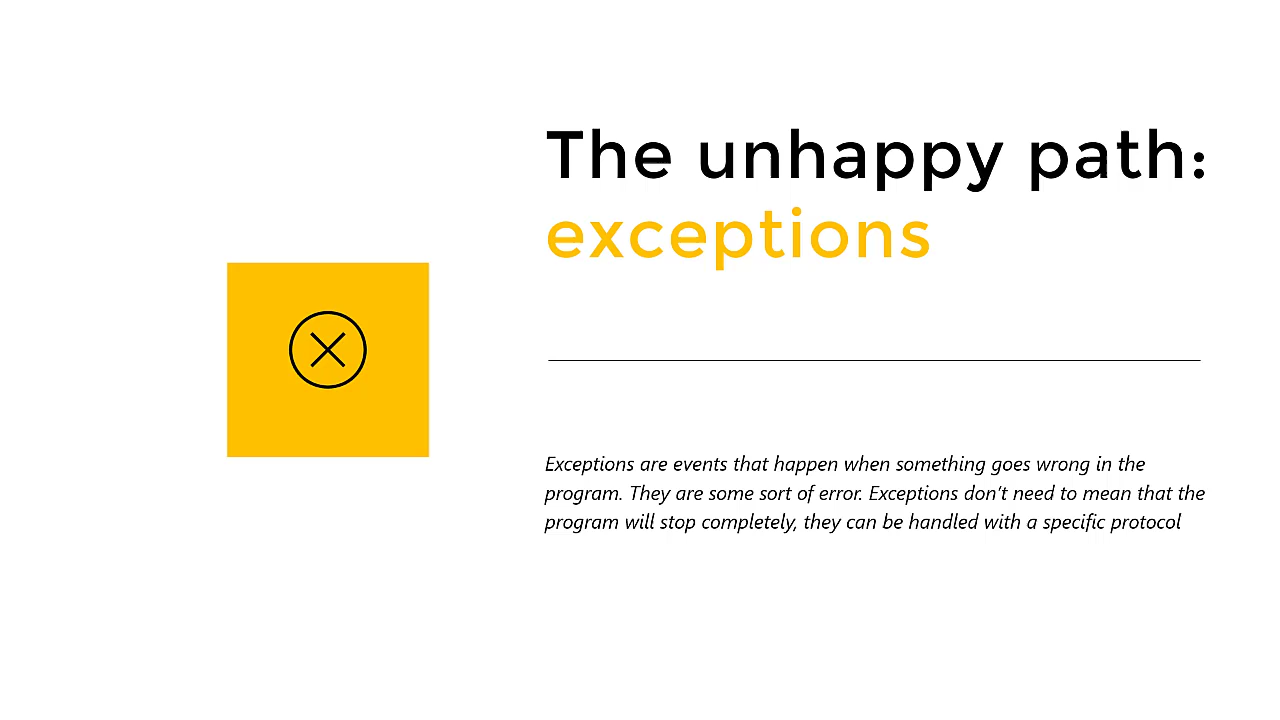 The unhappy path:
exceptions
Exceptions are events that happen when something goes wrong in the
program. They are some sort of error. Exceptions don’t need to mean that the
program will stop completely, they can be handled with a specific protocol